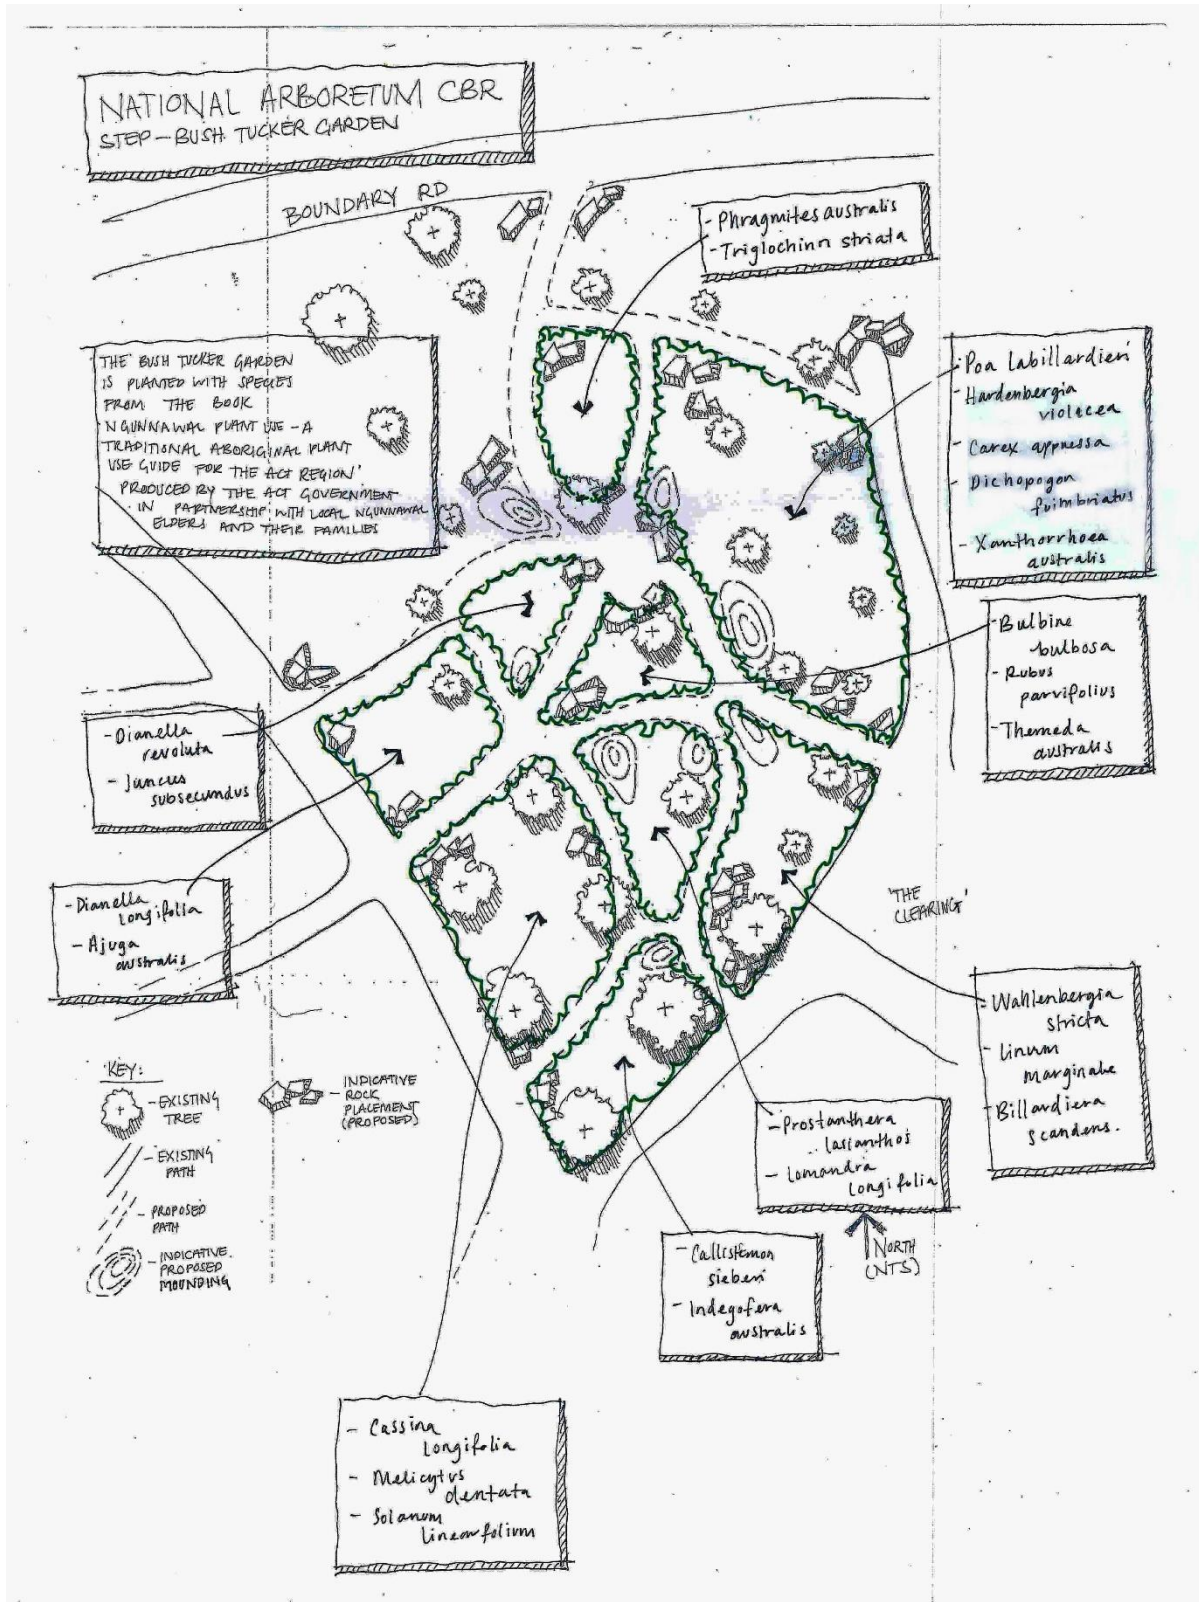 NATIONAL ARBORETUM CBR
STEP - BUSH TUCKER GARDEN
BOUNDARY RD
- Phragmites australis
- Triglochinn striata
THE BUSH TUCKER GARDEN
IS PLANTED WITH SPECIES
FROM THE BOOK
'NGUNNAWAL PLANT USE - A
TRADITIONAL ABORIGINAL PLANT
USE GUIDE FOR THE ACT REGION'
PRODUCED BY THE ACT GOVERNMENT
IN PARTNERSHIP WITH LOCAL NGUNNAWAL
ELDERS AND THEIR FAMILIES
- Poa labillardieri
- Hardenbergia
violacea
- Carex appressa
- Dichopogon
fuimbriatus
- Xanthorrhoea
australis
- Bulbine
bulbosa
- Rubus
parvifolius
- Themeda
australis
- Dianella
revoluta
- Juncus
subsecundus
- Dianella
longifolia
- Ajuga
australis
'THE
CLEARING'
- Wahlenbergia
stricta
- Linum
marginale
- Billardiera
scandens.
KEY:
- EXISTING
TREE
- EXISTING
PATH
- PROPOSED
PATH
- INDICATIVE
PROPOSED
MOUNDING
- INDICATIVE
ROCK
PLACEMENT
(PROPOSED)
- Prostanthera
lasianthos
- Lomandra
longifolia
NORTH
(NTS)
- Callistemon
sieberi
- Indegofera
australis
- Cassina
longifolia
- Melicytus
dentata
- Solanum
linearfolium